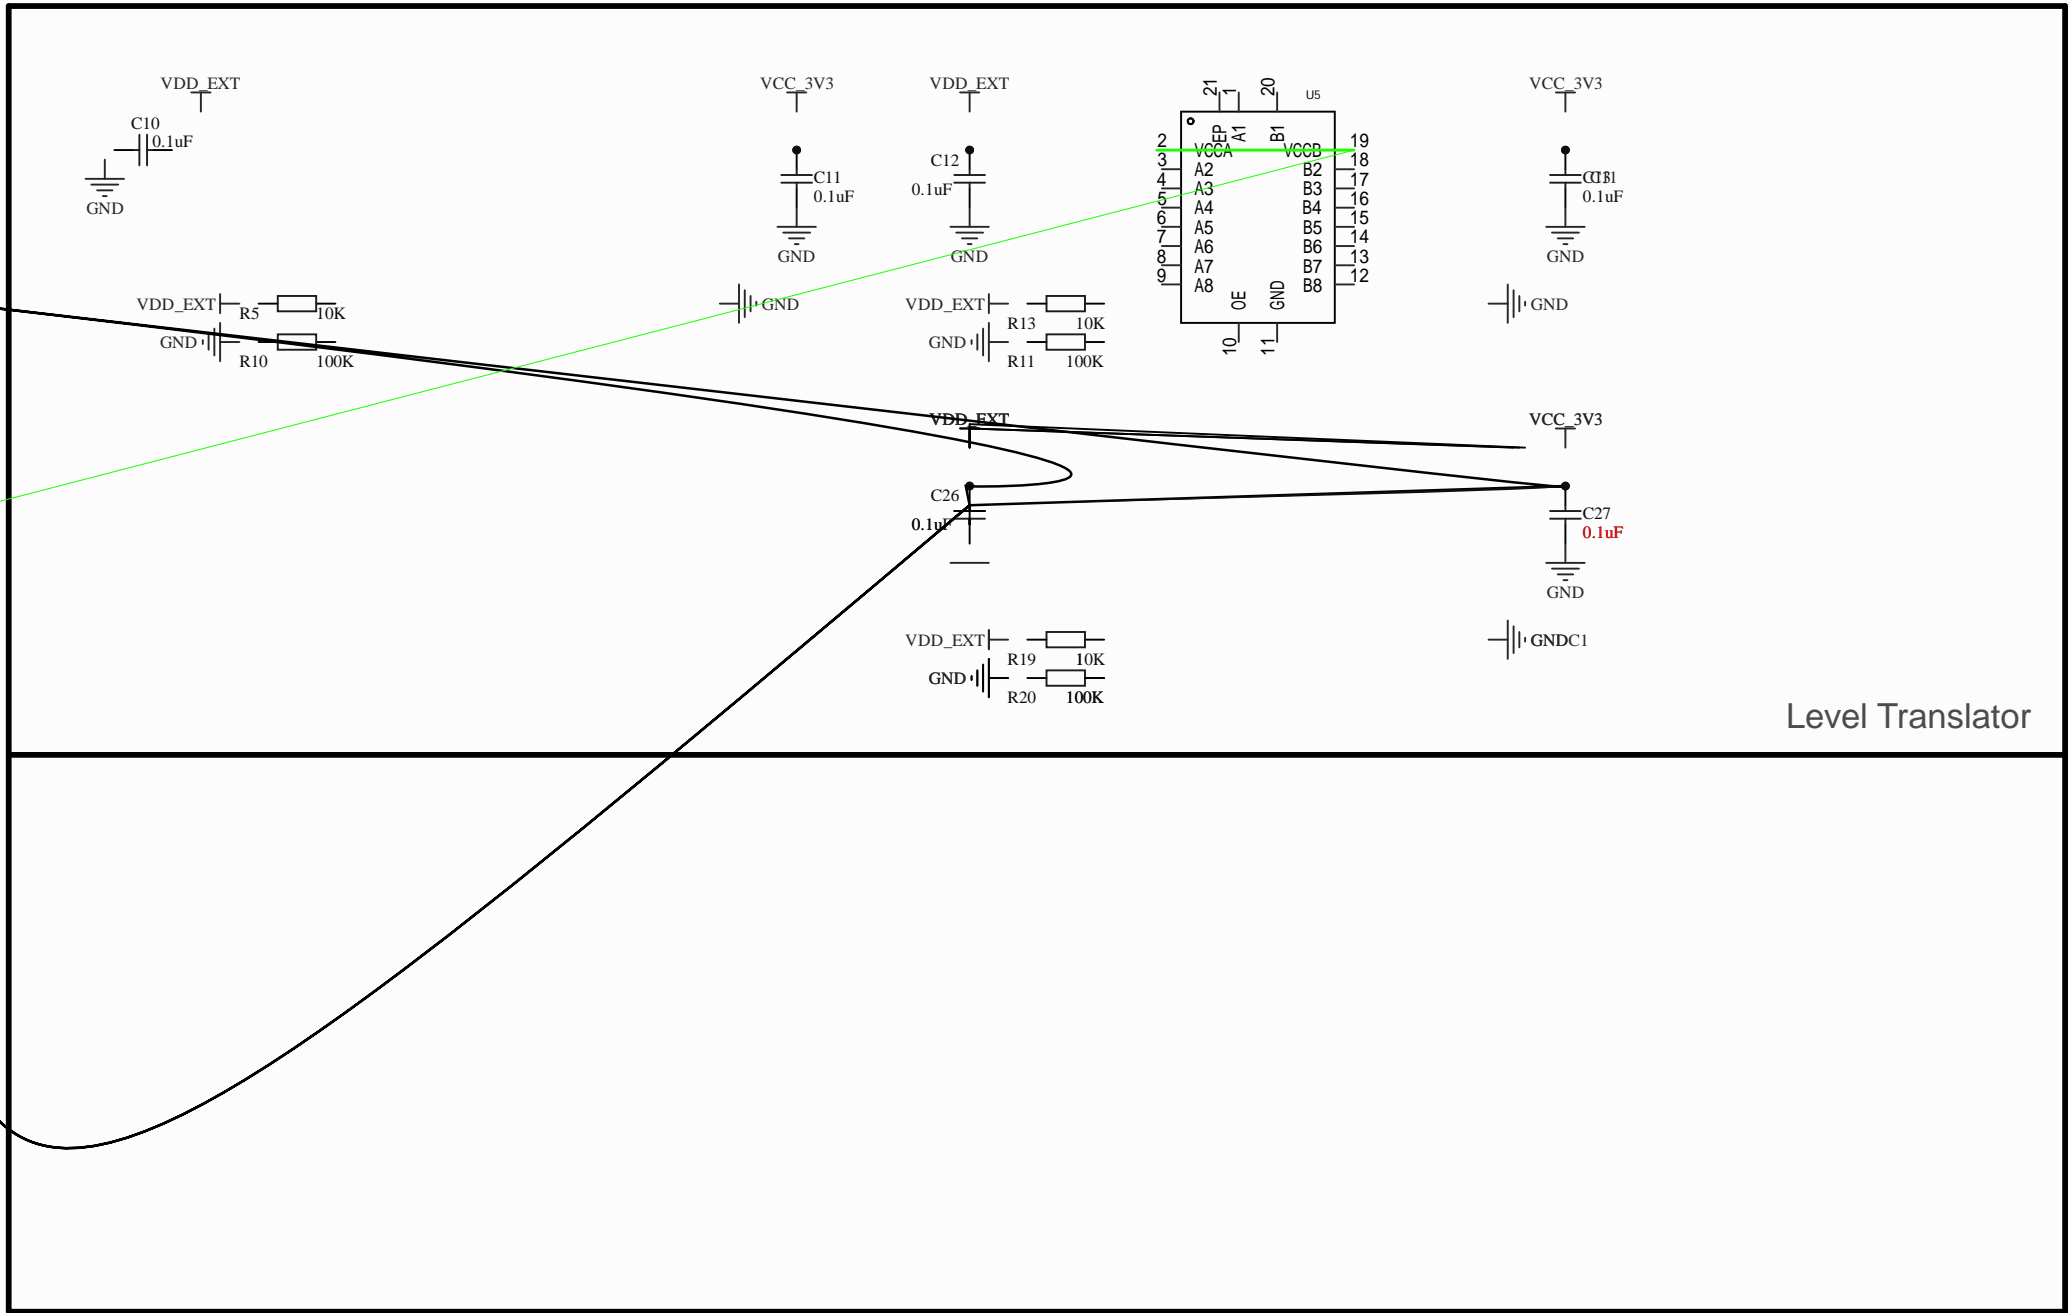 VDD_EXT
VCC_3V3
VDD_EXT
VCC_3V3
C10
0.1uF
GND
C11
0.1uF
GND
C12
0.1uF
GND
21
1
20
U5
EP
A1
B1
2
VCCA
VCCB
19
3
A2
B2
18
4
A3
B3
17
5
A4
B4
16
6
A5
B5
15
7
A6
B6
14
8
A7
B7
13
9
A8
B8
12
OE
GND
10
11
0.1uF
GND
VDD_EXT
R5
10K
GND
R10
100K
GND
VDD_EXT
R13
10K
GND
R11
100K
GND
VDD_EXT
VCC_3V3
C26
0.1uF
C27
0.1uF
GND
VDD_EXT
R19
10K
GND
R20
100K
GNDC1
Level Translator